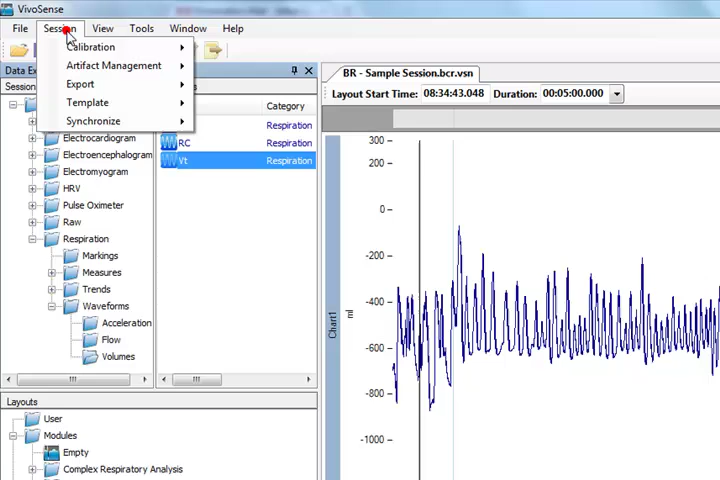 VivoSense
File Session View Tools Window Help
Calibration
Artifact Management
Export
Template
Synchronize
Data Ex
Session
Category
Respiration
RC Respiration
Vt Respiration
Electrocardiogram
Electroencephalogram
Electromyogram
HRV
Pulse Oximeter
Raw
Respiration
Markings
Measures
Trends
Waveforms
Acceleration
Flow
Volumes
Layouts
User
Modules
Empty
Complex Respiratory Analysis
BR - Sample Session.bcr.vsn
Layout Start Time: 08:34:43.048 Duration: 00:05:00.000
Chart1
ml
300
200
0
-200
-400
-600
-800
-1000